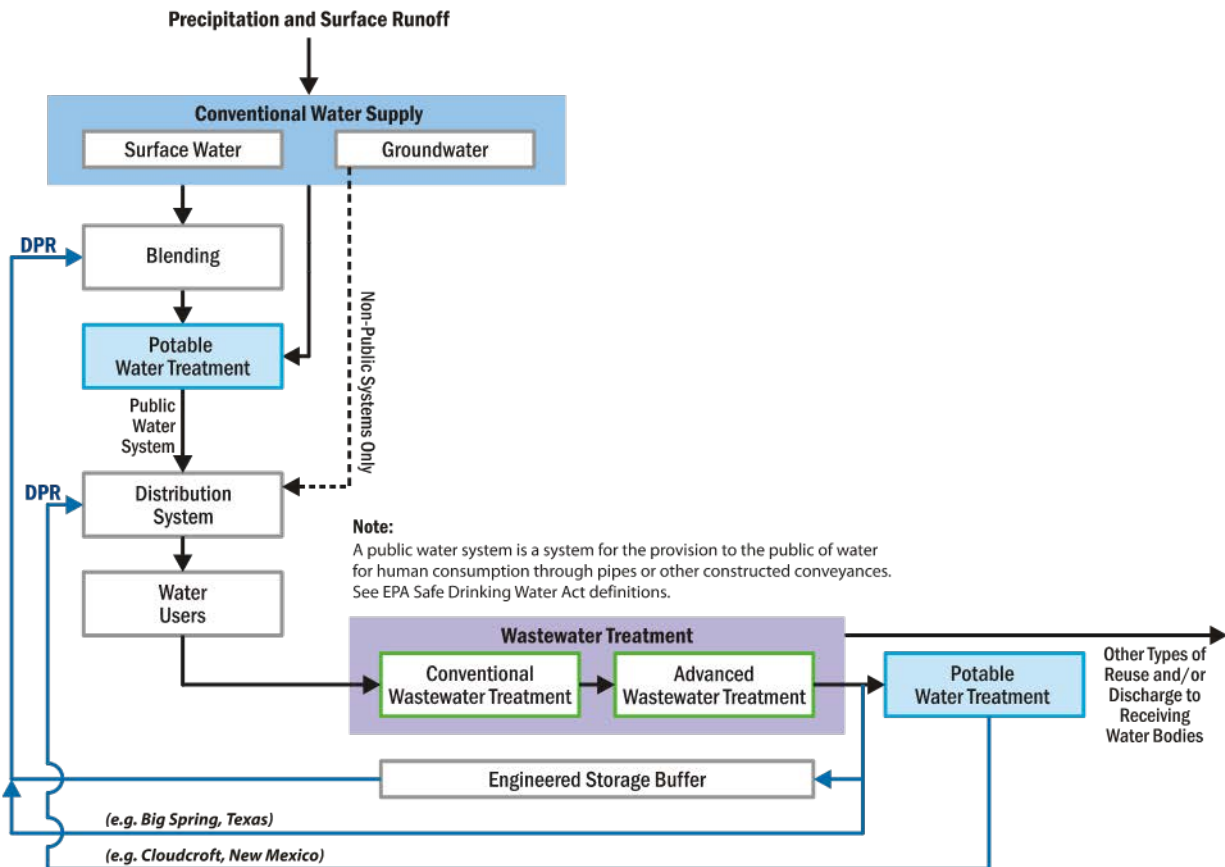 Precipitation and Surface Runoff
Conventional Water Supply
Surface Water
Groundwater
DPR
Blending
Non-Public Systems Only
Potable
Water Treatment
Public
Water
System
DPR
Distribution
System
Note:
A public water system is a system for the provision to the public of water
for human consumption through pipes or other constructed conveyances.
See EPA Safe Drinking Water Act definitions.
Water
Users
Wastewater Treatment
Conventional
Wastewater Treatment
Advanced
Wastewater Treatment
Potable
Water Treatment
Other Types of
Reuse and/or
Discharge to
Receiving
Water Bodies
Engineered Storage Buffer
(e.g. Big Spring, Texas)
(e.g. Cloudcroft, New Mexico)